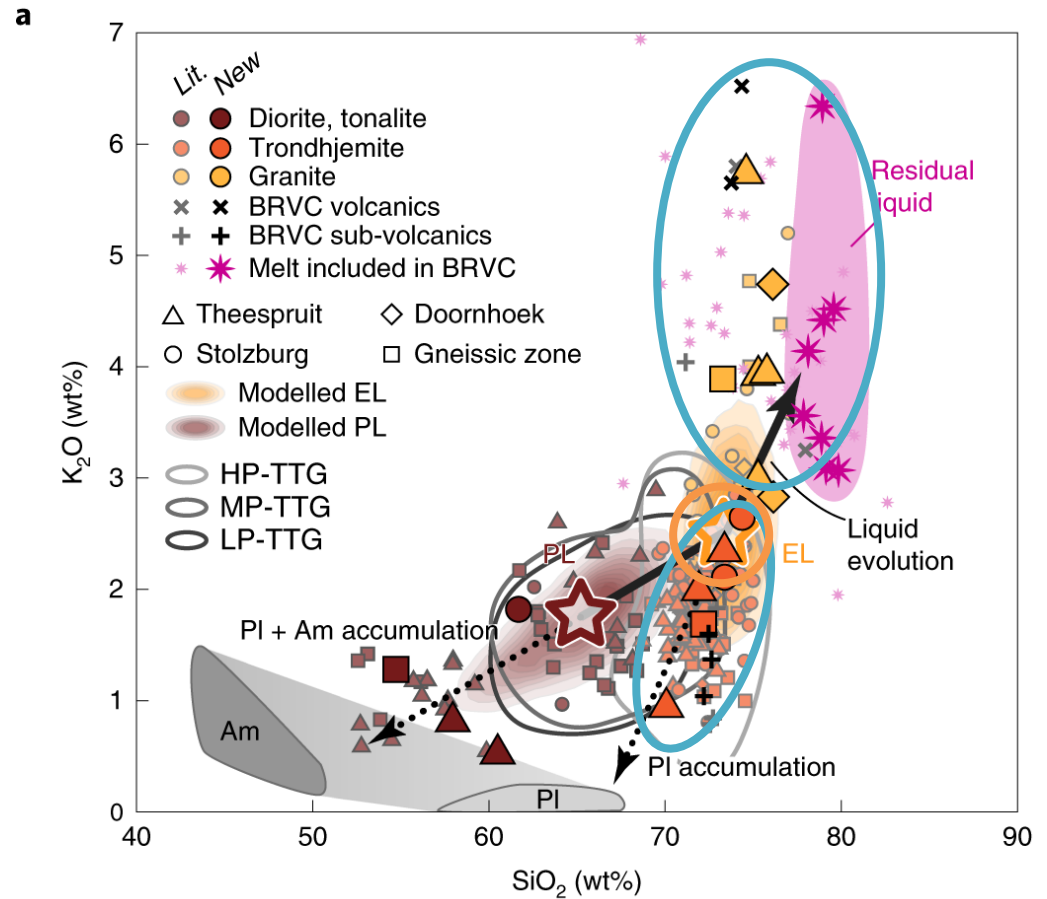 a
7
6
5
4
3
2
1
0
40
50
60
70
80
90
K2O (wt%)
SiO2 (wt%)
Lit.
New
Diorite, tonalite
Trondhjemite
Granite
BRVC volcanics
BRVC sub-volcanics
Melt included in BRVC
Theespruit
Doornhoek
Stolzburg
Gneissic zone
Modelled EL
Modelled PL
HP-TTG
MP-TTG
LP-TTG
Residual
iquid
Liquid
evolution
EL
PL
Pl + Am accumulation
Pl accumulation
Am
Pl